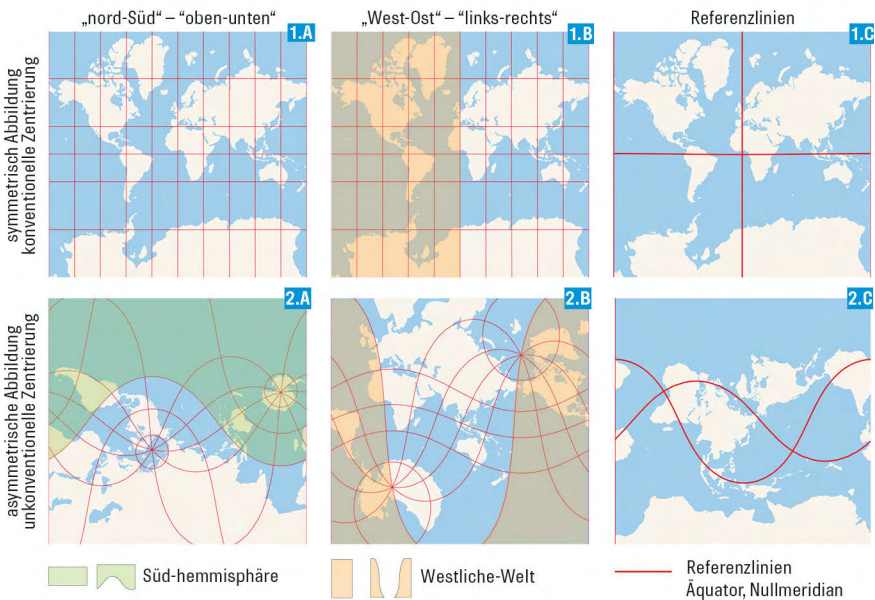 „nord-Süd“ – “oben-unten“
„West-Ost“ – “links-rechts“
Referenzlinien
symmetrisch Abbildung
konventionelle Zentrierung
1.A
1.B
1.C
asymmetrische Abbildung
unkonventionelle Zentrierung
2.A
2.B
2.C
Süd-hemmisphäre
Westliche-Welt
Referenzlinien
Äquator, Nullmeridian